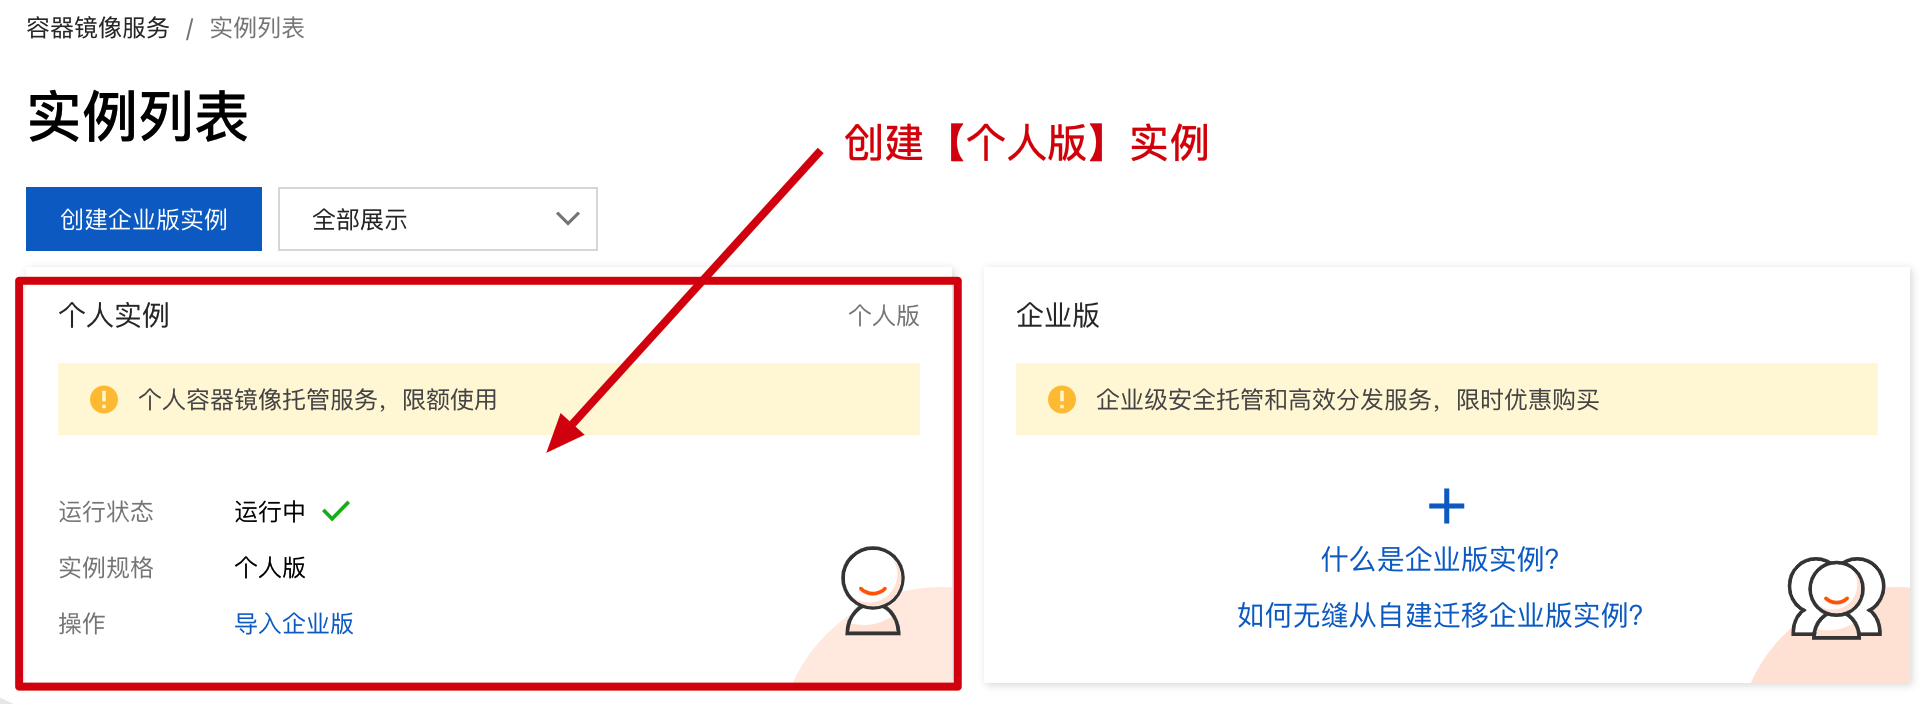 容器镜像服务 / 实例列表
实例列表
创建【个人版】实例
创建企业版实例 全部展示
个人实例 个人版
个人容器镜像托管服务，限额使用
运行状态 运行中
实例规格 个人版
操作 导入企业版
企业版
企业级安全托管和高效分发服务，限时优惠购买
什么是企业版实例?
如何无缝从自建迁移企业版实例?